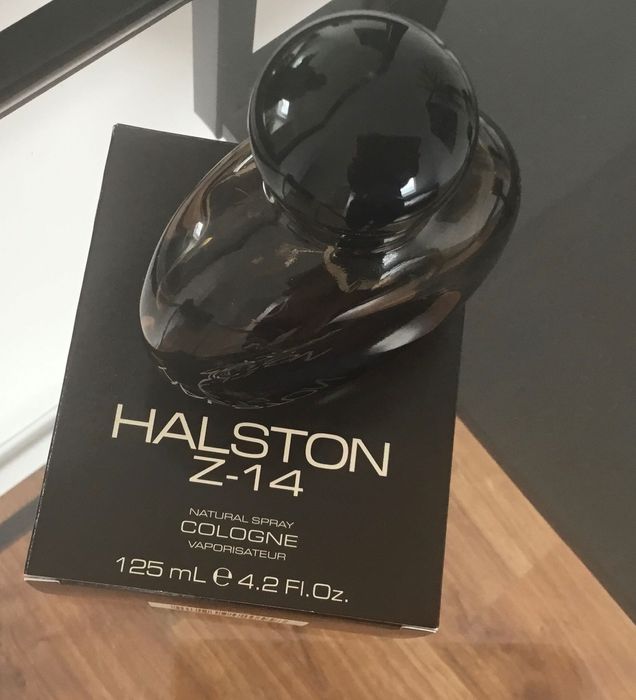 HALSTON
Z-14
NATURAL SPRAY
COLOGNE
VAPORISATEUR
125 mL ℮ 4.2 Fl.Oz.